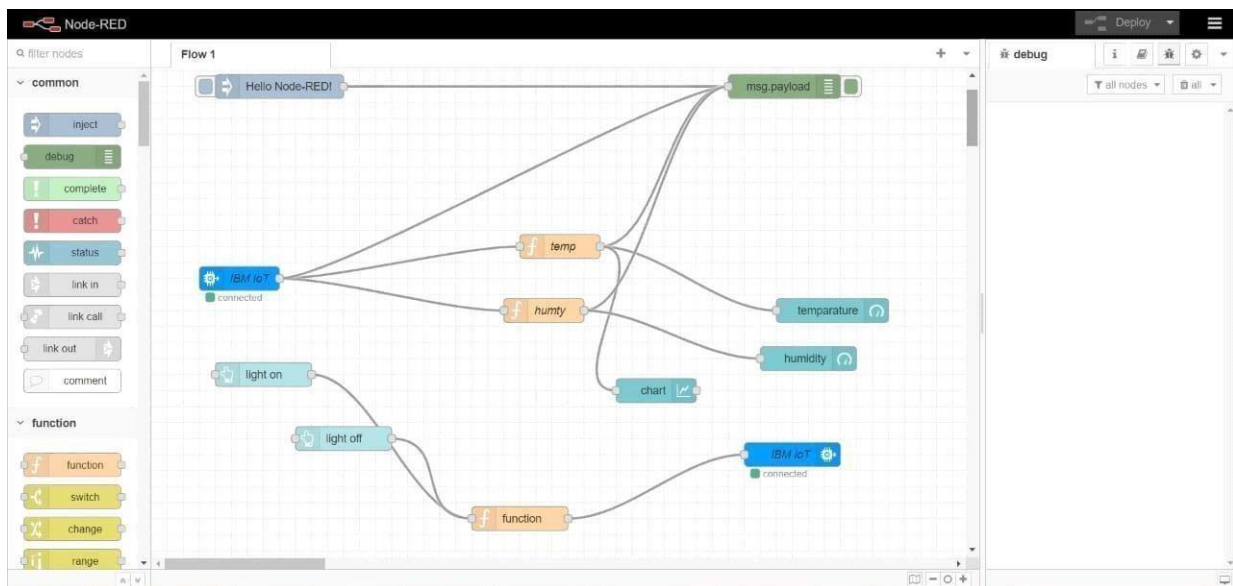 Node-RED
Deploy
filter nodes
Flow 1
debug
i
all nodes
all
common
inject
debug
complete
catch
status
link in
link call
link out
comment
function
function
switch
change
range
Hello Node-RED!
msg.payload
temp
IBM IoT
connected
humty
temparature
humidity
light on
chart
light off
IBM IoT
connected
function